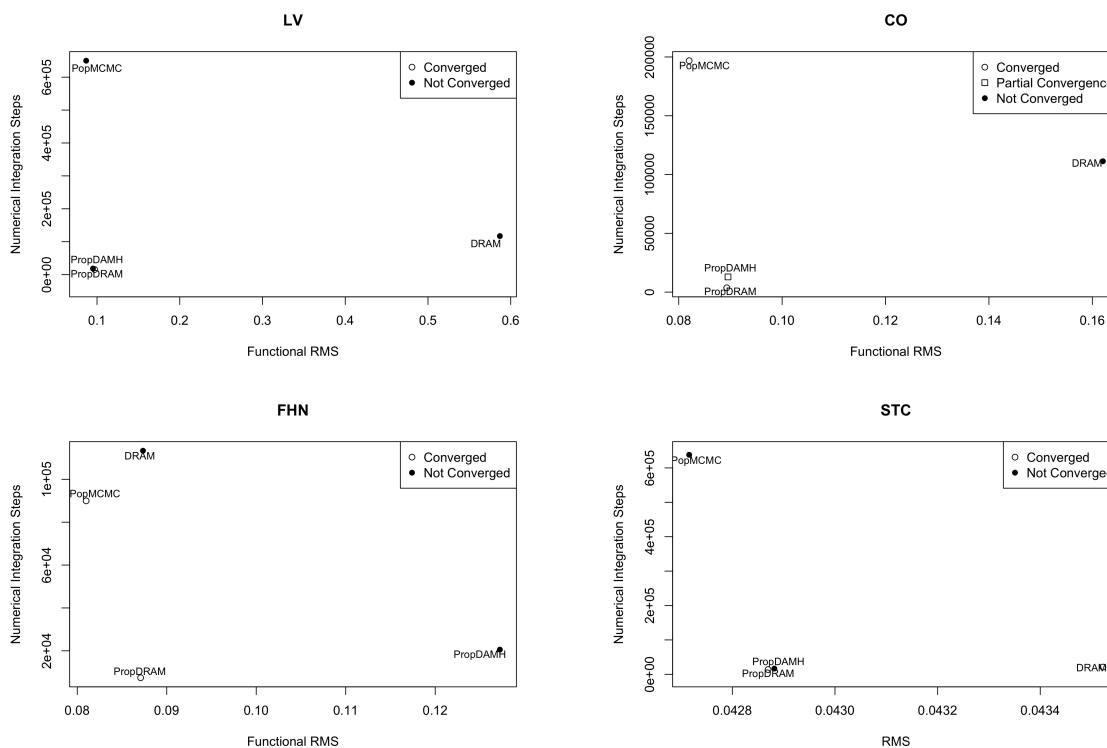 LV
Numerical Integration Steps
0e+00
2e+05
4e+05
6e+05
PopMCMC
Converged
Not Converged
DRAM
PropDAMH
PropDRAM
0.1 0.2 0.3 0.4 0.5 0.6
Functional RMS
CO
Numerical Integration Steps
0
50000
100000
150000
200000
PopMCMC
Converged
Partial Convergence
Not Converged
DRAM
PropDAMH
PropDRAM
0.08 0.10 0.12 0.14 0.16
Functional RMS
FHN
Numerical Integration Steps
2e+04
6e+04
1e+05
DRAM
Converged
Not Converged
PopMCMC
PropDRAM
PropDAMH
0.08 0.09 0.10 0.11 0.12
Functional RMS
STC
Numerical Integration Steps
0e+00
2e+05
4e+05
6e+05
PopMCMC
Converged
Not Converge
PropDAMH
PropDRAM
DRAM
0.0428 0.0430 0.0432 0.0434
RMS